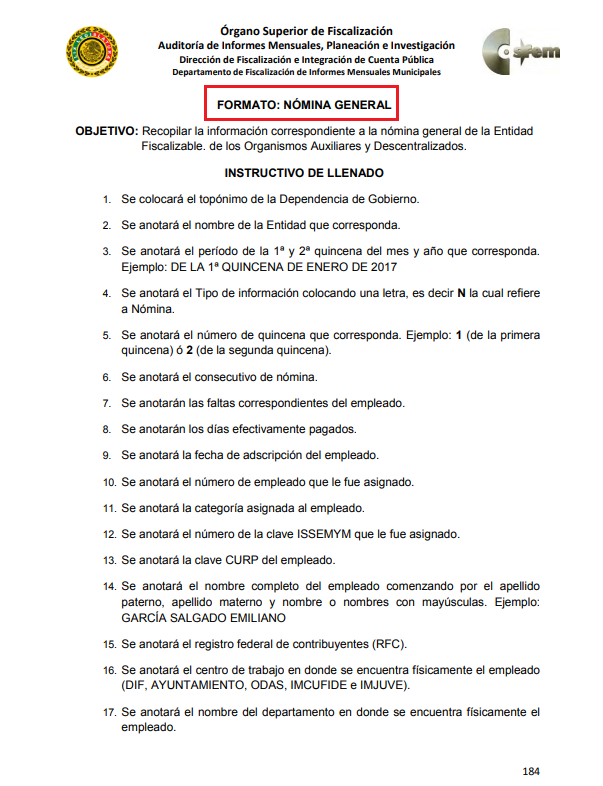 Órgano Superior de Fiscalización
Auditoría de Informes Mensuales, Planeación e Investigación
Dirección de Fiscalización e Integración de Cuenta Pública
Departamento de Fiscalización de Informes Mensuales Municipales
osfem
FORMATO: NÓMINA GENERAL
OBJETIVO: Recopilar la información correspondiente a la nómina general de la Entidad
Fiscalizable. de los Organismos Auxiliares y Descentralizados.
INSTRUCTIVO DE LLENADO
1. Se colocará el topónimo de la Dependencia de Gobierno.
2. Se anotará el nombre de la Entidad que corresponda.
3. Se anotará el período de la 1ª y 2ª quincena del mes y año que corresponda.
Ejemplo: DE LA 1ª QUINCENA DE ENERO DE 2017
4. Se anotará el Tipo de información colocando una letra, es decir N la cual refiere
a Nómina.
5. Se anotará el número de quincena que corresponda. Ejemplo: 1 (de la primera
quincena) ó 2 (de la segunda quincena).
6. Se anotará el consecutivo de nómina.
7. Se anotarán las faltas correspondientes del empleado.
8. Se anotarán los días efectivamente pagados.
9. Se anotará la fecha de adscripción del empleado.
10. Se anotará el número de empleado que le fue asignado.
11. Se anotará la categoría asignada al empleado.
12. Se anotará el número de la clave ISSEMYM que le fue asignado.
13. Se anotará la clave CURP del empleado.
14. Se anotará el nombre completo del empleado comenzando por el apellido
paterno, apellido materno y nombre o nombres con mayúsculas. Ejemplo:
GARCÍA SALGADO EMILIANO
15. Se anotará el registro federal de contribuyentes (RFC).
16. Se anotará el centro de trabajo en donde se encuentra físicamente el empleado
(DIF, AYUNTAMIENTO, ODAS, IMCUFIDE e IMJUVE).
17. Se anotará el nombre del departamento en donde se encuentra físicamente el
empleado.
184